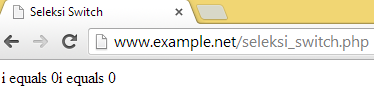 Seleksi Switch
www.example.net/seleksi_switch.php
i equals 0i equals 0